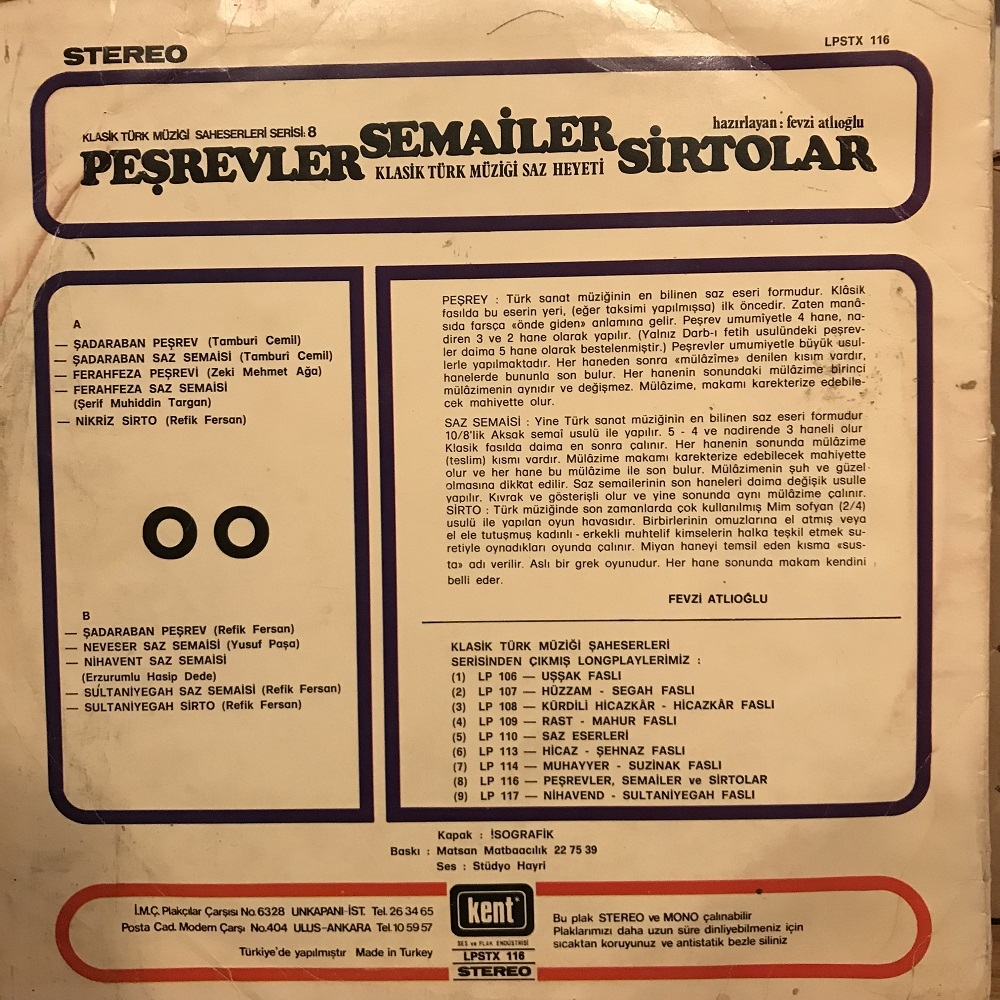 STEREO
LPSTX 116
KLASİK TÜRK MÜZİĞİ SAHESERLERİ SERİSİ: 8
hazırlayan : fevzi atlıoğlu
PEŞREVLER SEMAİLER SİRTOLAR
KLASİK TÜRK MÜZİĞİ SAZ HEYETİ
A
— ŞADARABAN PEŞREV (Tamburi Cemil)
— ŞADARABAN SAZ SEMAİSİ (Tamburi Cemil)
— FERAHFEZA PEŞREVİ (Zeki Mehmet Ağa)
— FERAHFEZA SAZ SEMAİSİ
(Şerif Muhiddin Targan)
— NİKRİZ SİRTO (Refik Fersan)
B
— ŞADARABAN PEŞREV (Refik Fersan)
— NEVESER SAZ SEMAİSİ (Yusuf Paşa)
— NİHAVENT SAZ SEMAİSİ
(Erzurumlu Hasip Dede)
— SULTANİYEGAH SAZ SEMAİSİ (Refik Fersan)
— SULTANİYEGAH SİRTO (Refik Fersan)
PEŞREY : Türk sanat müziğinin en bilinen saz eseri formudur. Klâsik
fasılda bu eserin yeri, (eğer taksimi yapılmışsa) ilk öncedir. Zaten manâ-
sıda farsça «önde giden» anlamına gelir. Peşrev umumiyetle 4 hane, na-
diren 3 ve 2 hane olarak yapılır. (Yalnız Darb-ı fetih usulündeki peşrev-
ler daima 5 hane olarak bestelenmiştir.) Peşrevler umumiyetle büyük usul-
lerle yapılmaktadır. Her haneden sonra «mülâzîme» denilen kısım vardır,
hanelerde bununla son bulur. Her hanenin sonundaki mülâzime birinci
mülâzimenin aynıdır ve değişmez. Mülâzime, makamı karekterize edebile-
cek mahiyette olur.
SAZ SEMAİSİ : Yine Türk sanat müziğinin en bilinen saz eseri formudur
10/8'lik Aksak semaî usulü ile yapılır. 5 - 4 ve nadirende 3 haneli olur
Klasik fasılda daima en sonra çalınır. Her hanenin sonunda mülâzime
(teslim) kısmı vardır. Mülâzime makamı karekterize edebilecek mahiyette
olur ve her hane bu mülâzime ile son bulur. Mülâzimenin şuh ve güzel
olmasına dikkat edilir. Saz semailerinin son haneleri daima değişik usulle
yapılır. Kıvrak ve gösterişli olur ve yine sonunda aynı mülâzime çalınır.
SİRTO : Türk müziğinde son zamanlarda çok kullanılmış Mim sofyan (2/4)
usulü ile yapılan oyun havasıdır. Birbirlerinin omuzlarına el atmış veya
el ele tutuşmuş kadınlı - erkekli muhtelif kimselerin halka teşkil etmek su-
retiyle oynadıkları oyunda çalınır. Miyan haneyi temsil eden kısma «sus-
ta» adı verilir. Aslı bir grek oyunudur. Her hane sonunda makam kendini
belli eder.
FEVZİ ATLIOĞLU
KLASİK TÜRK MÜZİĞİ ŞAHESERLERİ
SERİSİNDEN ÇIKMIŞ LONGPLAYLERİMİZ :
(1) LP 106 — UŞŞAK FASLI
(2) LP 107 — HÜZZAM - SEGAH FASLI
(3) LP 108 — KÜRDİLİ HİCAZKÂR - HİCAZKÂR FASLI
(4) LP 109 — RAST - MAHUR FASLI
(5) LP 110 — SAZ ESERLERİ
(6) LP 113 — HİCAZ - ŞEHNAZ FASLI
(7) LP 114 — MUHAYYER - SUZİNAK FASLI
(8) LP 116 — PEŞREVLER, SEMAİLER ve SİRTOLAR
(9) LP 117 — NİHAVEND - SULTANİYEGAH FASLI
Kapak : İSOGRAFİK
Baskı : Matsan Matbaacılık 22 75 39
Ses : Stüdyo Hayri
İ.M.Ç. Plakçılar Çarşısı No. 6328 UNKAPANI-İST. Tel. 26 34 65
Posta Cad. Modern Çarşı No. 404 ULUS-ANKARA Tel. 10 59 57
Türkiye'de yapılmıştır Made in Turkey
kent
SES ve PLAK ENDÜSTRİSİ
LPSTX 116
STEREO
Bu plak STEREO ve MONO çalınabilir
Plaklarımızı daha uzun süre dinliyebilmeniz için
sıcaktan koruyunuz ve antistatik bezle siliniz